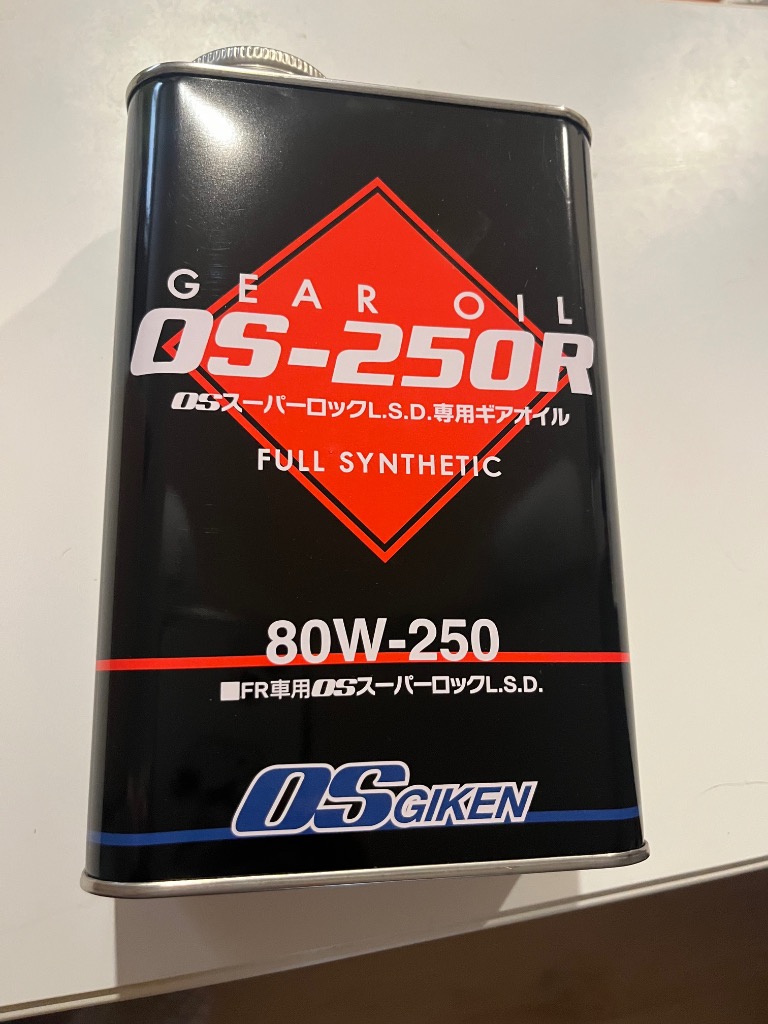 GEAR OIL
OS-250R
OSスーパーロックL.S.D.専用ギアオイル
FULL SYNTHETIC
80W-250
■FR車用OSスーパーロックL.S.D.
OS GIKEN